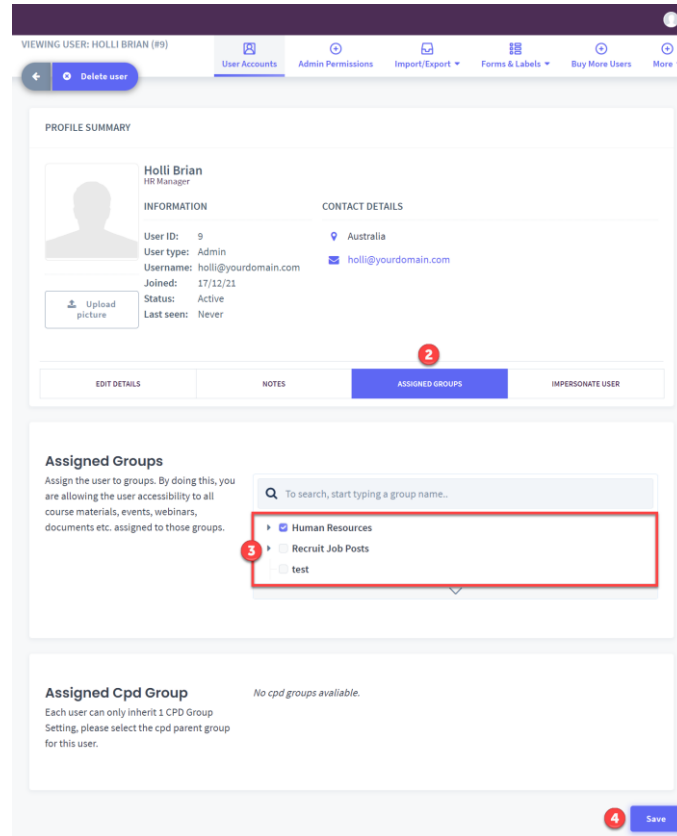 VIEWING USER: HOLLI BRIAN (#9)
User Accounts
Admin Permissions
Import/Export
Forms & Labels
Buy More Users
More
Delete user
PROFILE SUMMARY
Holli Brian
HR Manager
INFORMATION
User ID: 9
User type: Admin
Username: holli@yourdomain.com
Joined: 17/12/21
Status: Active
Last seen: Never
CONTACT DETAILS
Australia
holli@yourdomain.com
Upload
picture
2
EDIT DETAILS
NOTES
ASSIGNED GROUPS
IMPERSONATE USER
Assigned Groups
Assign the user to groups. By doing this, you
are allowing the user accessibility to all
course materials, events, webinars,
documents etc. assigned to those groups.
To search, start typing a group name..
3
Human Resources
Recruit Job Posts
test
Assigned Cpd Group
Each user can only inherit 1 CPD Group
Setting, please select the cpd parent group
for this user.
No cpd groups avaliable.
4
Save